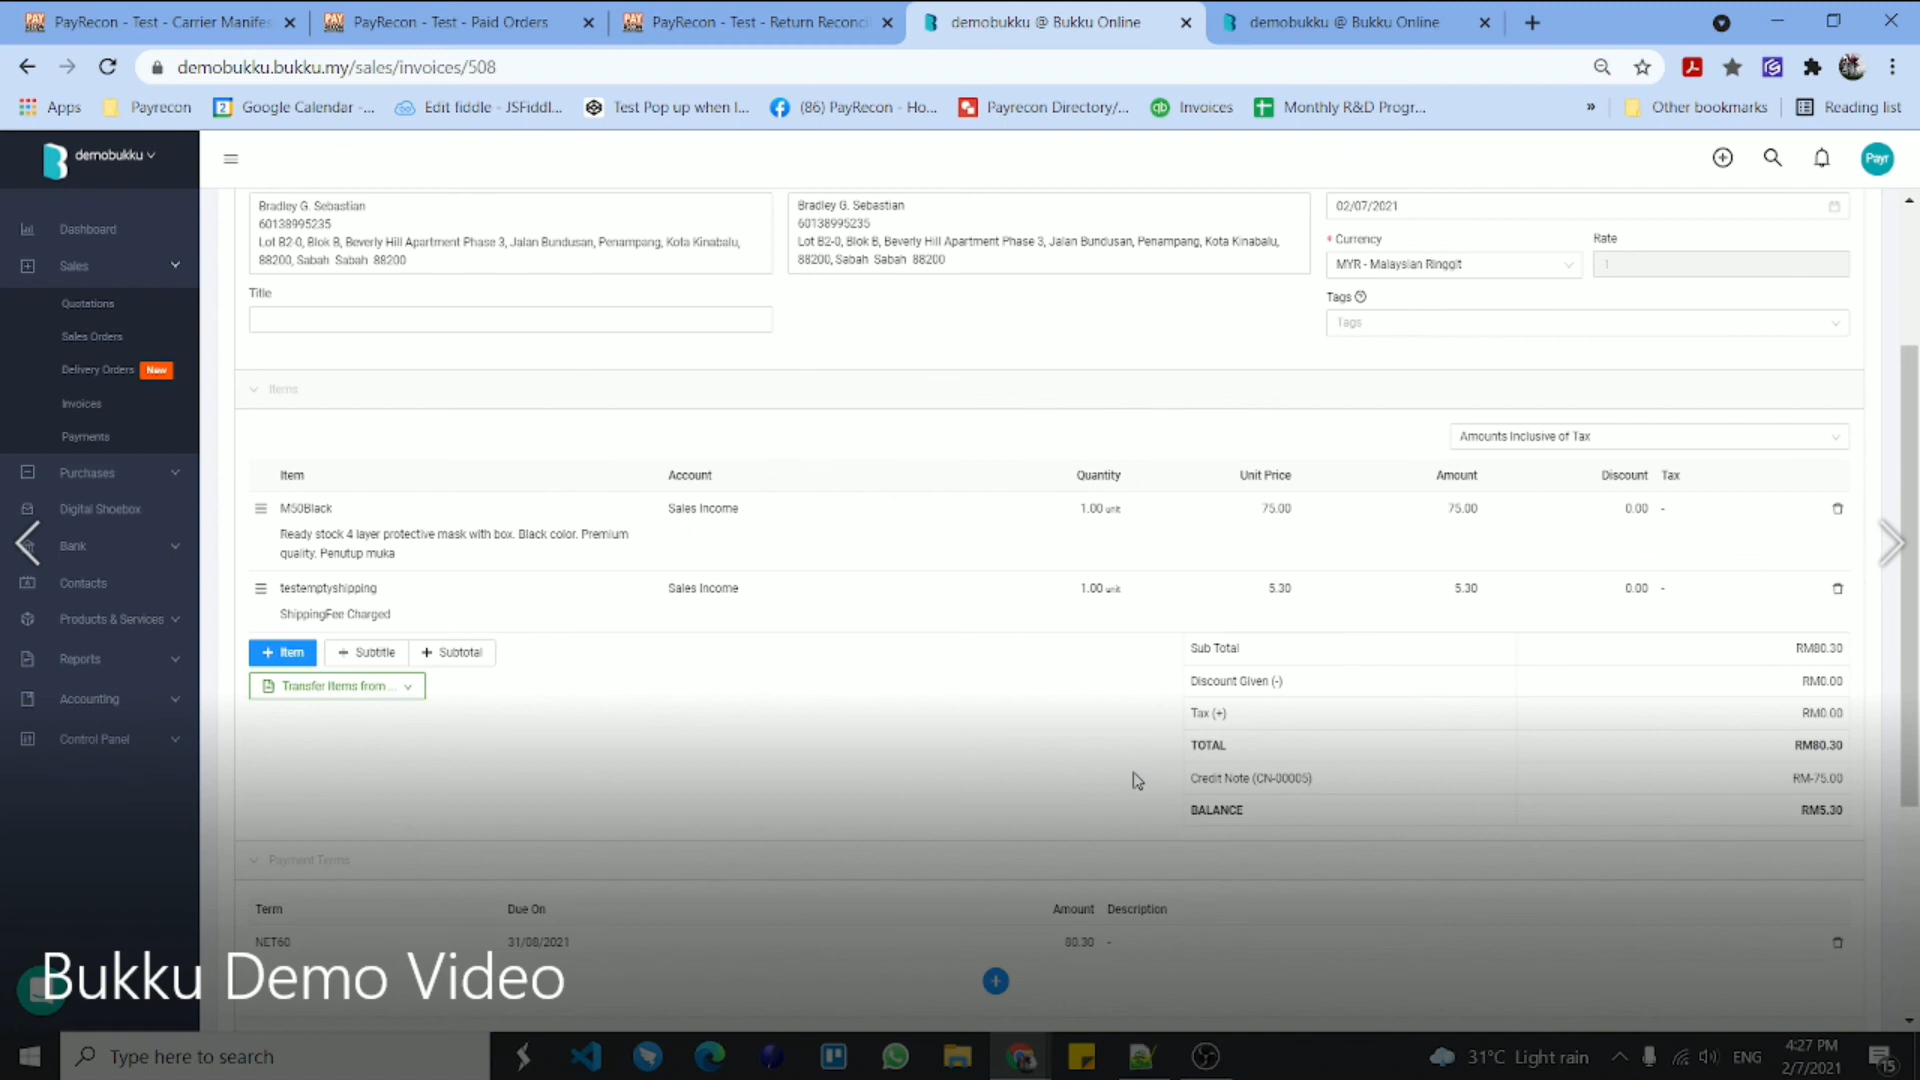 PayRecon - Test - Carrier Manifes
PayRecon - Test - Paid Orders
PayRecon - Test - Return Reconci
demobukku @ Bukku Online
demobukku @ Bukku Online
demobukku.bukku.my/sales/invoices/508
Apps
Payrecon
Google Calendar -...
Edit fiddle - JSFiddl...
Test Pop up when l...
(86) PayRecon - Ho...
Payrecon Directory/...
Invoices
Monthly R&D Progr...
»
Other bookmarks
Reading list
demobukku
Payr
Dashboard
Sales
Quotations
Sales Orders
Delivery Orders New
Invoices
Payments
Purchases
Digital Shoebox
Bank
Contacts
Products & Services
Reports
Accounting
Control Panel
Bradley G. Sebastian
60138995235
Lot B2-0, Blok B, Beverly Hill Apartment Phase 3, Jalan Bundusan, Penampang, Kota Kinabalu,
88200, Sabah Sabah 88200
Bradley G. Sebastian
60138995235
Lot B2-0, Blok B, Beverly Hill Apartment Phase 3, Jalan Bundusan, Penampang, Kota Kinabalu,
88200, Sabah Sabah 88200
02/07/2021
* Currency
Rate
MYR - Malaysian Ringgit
1
Title
Tags
Tags
Items
Amounts Inclusive of Tax
Item Account Quantity Unit Price Amount Discount Tax
M50Black Sales Income 1.00 unit 75.00 75.00 0.00 -
Ready stock 4 layer protective mask with box. Black color. Premium
quality. Penutup muka
testemptyshipping Sales Income 1.00 unit 5.30 5.30 0.00 -
ShippingFee Charged
+ Item
+ Subtitle
+ Subtotal
Transfer Items from ...
Sub Total RM80.30
Discount Given (-) RM0.00
Tax (+) RM0.00
TOTAL RM80.30
Credit Note (CN-00005) RM-75.00
BALANCE RM5.30
Payment Terms
Term Due On Amount Description
NET60 31/08/2021 80.30 -
Bukku Demo Video
Type here to search
31°C Light rain
ENG
4:27 PM
2/7/2021
15